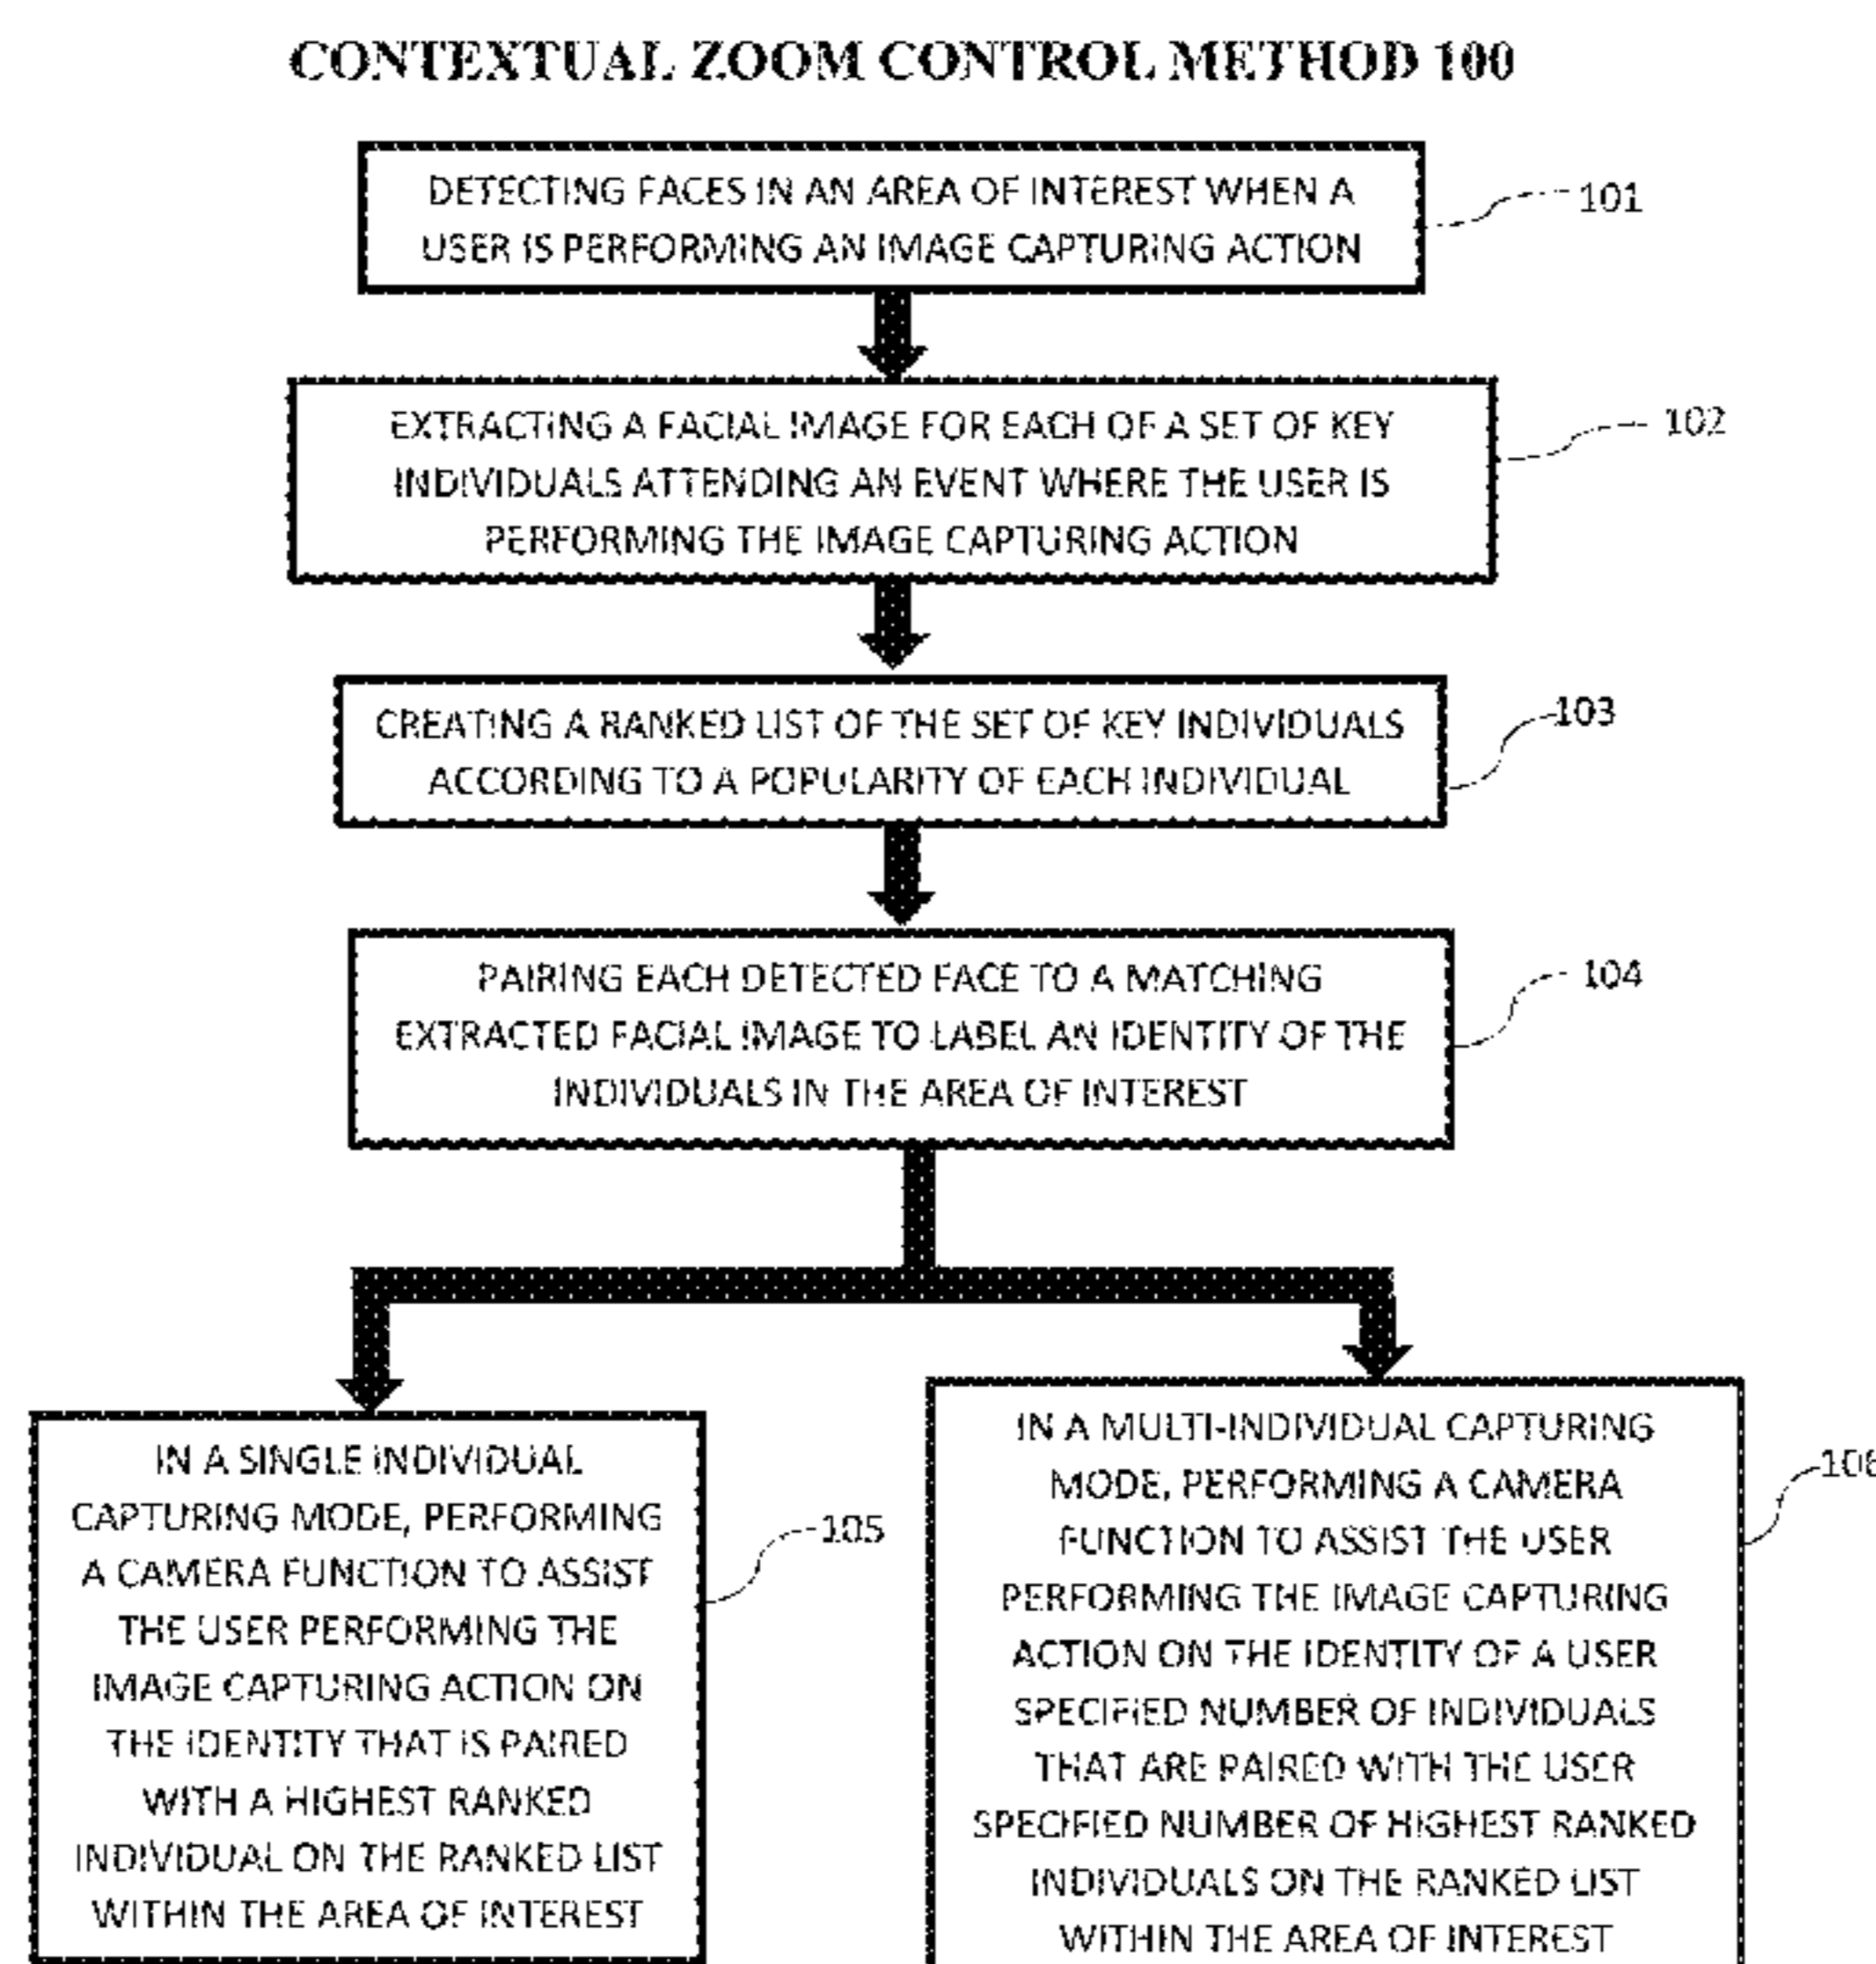 CONTEXTUAL ZOOM CONTROL METHOD 100
DETECTING FACES IN AN AREA OF INTEREST WHEN A
USER IS PERFORMING AN IMAGE CAPTURING ACTION
101
EXTRACTING A FACIAL IMAGE FOR EACH OF A SET OF KEY
INDIVIDUALS ATTENDING AN EVENT WHERE THE USER IS
PERFORMING THE IMAGE CAPTURING ACTION
102
CREATING A RANKED LIST OF THE SET OF KEY INDIVIDUALS
ACCORDING TO A POPULARITY OF EACH INDIVIDUAL
103
PAIRING EACH DETECTED FACE TO A MATCHING
EXTRACTED FACIAL IMAGE TO LABEL AN IDENTITY OF THE
INDIVIDUALS IN THE AREA OF INTEREST
104
IN A SINGLE INDIVIDUAL
CAPTURING MODE, PERFORMING
A CAMERA FUNCTION TO ASSIST
THE USER PERFORMING THE
IMAGE CAPTURING ACTION ON
THE IDENTITY THAT IS PAIRED
WITH A HIGHEST RANKED
INDIVIDUAL ON THE RANKED LIST
WITHIN THE AREA OF INTEREST
105
IN A MULTI-INDIVIDUAL CAPTURING
MODE, PERFORMING A CAMERA
FUNCTION TO ASSIST THE USER
PERFORMING THE IMAGE CAPTURING
ACTION ON THE IDENTITY OF A USER
SPECIFIED NUMBER OF INDIVIDUALS
THAT ARE PAIRED WITH THE USER
SPECIFIED NUMBER OF HIGHEST RANKED
INDIVIDUALS ON THE RANKED LIST
WITHIN THE AREA OF INTEREST
106